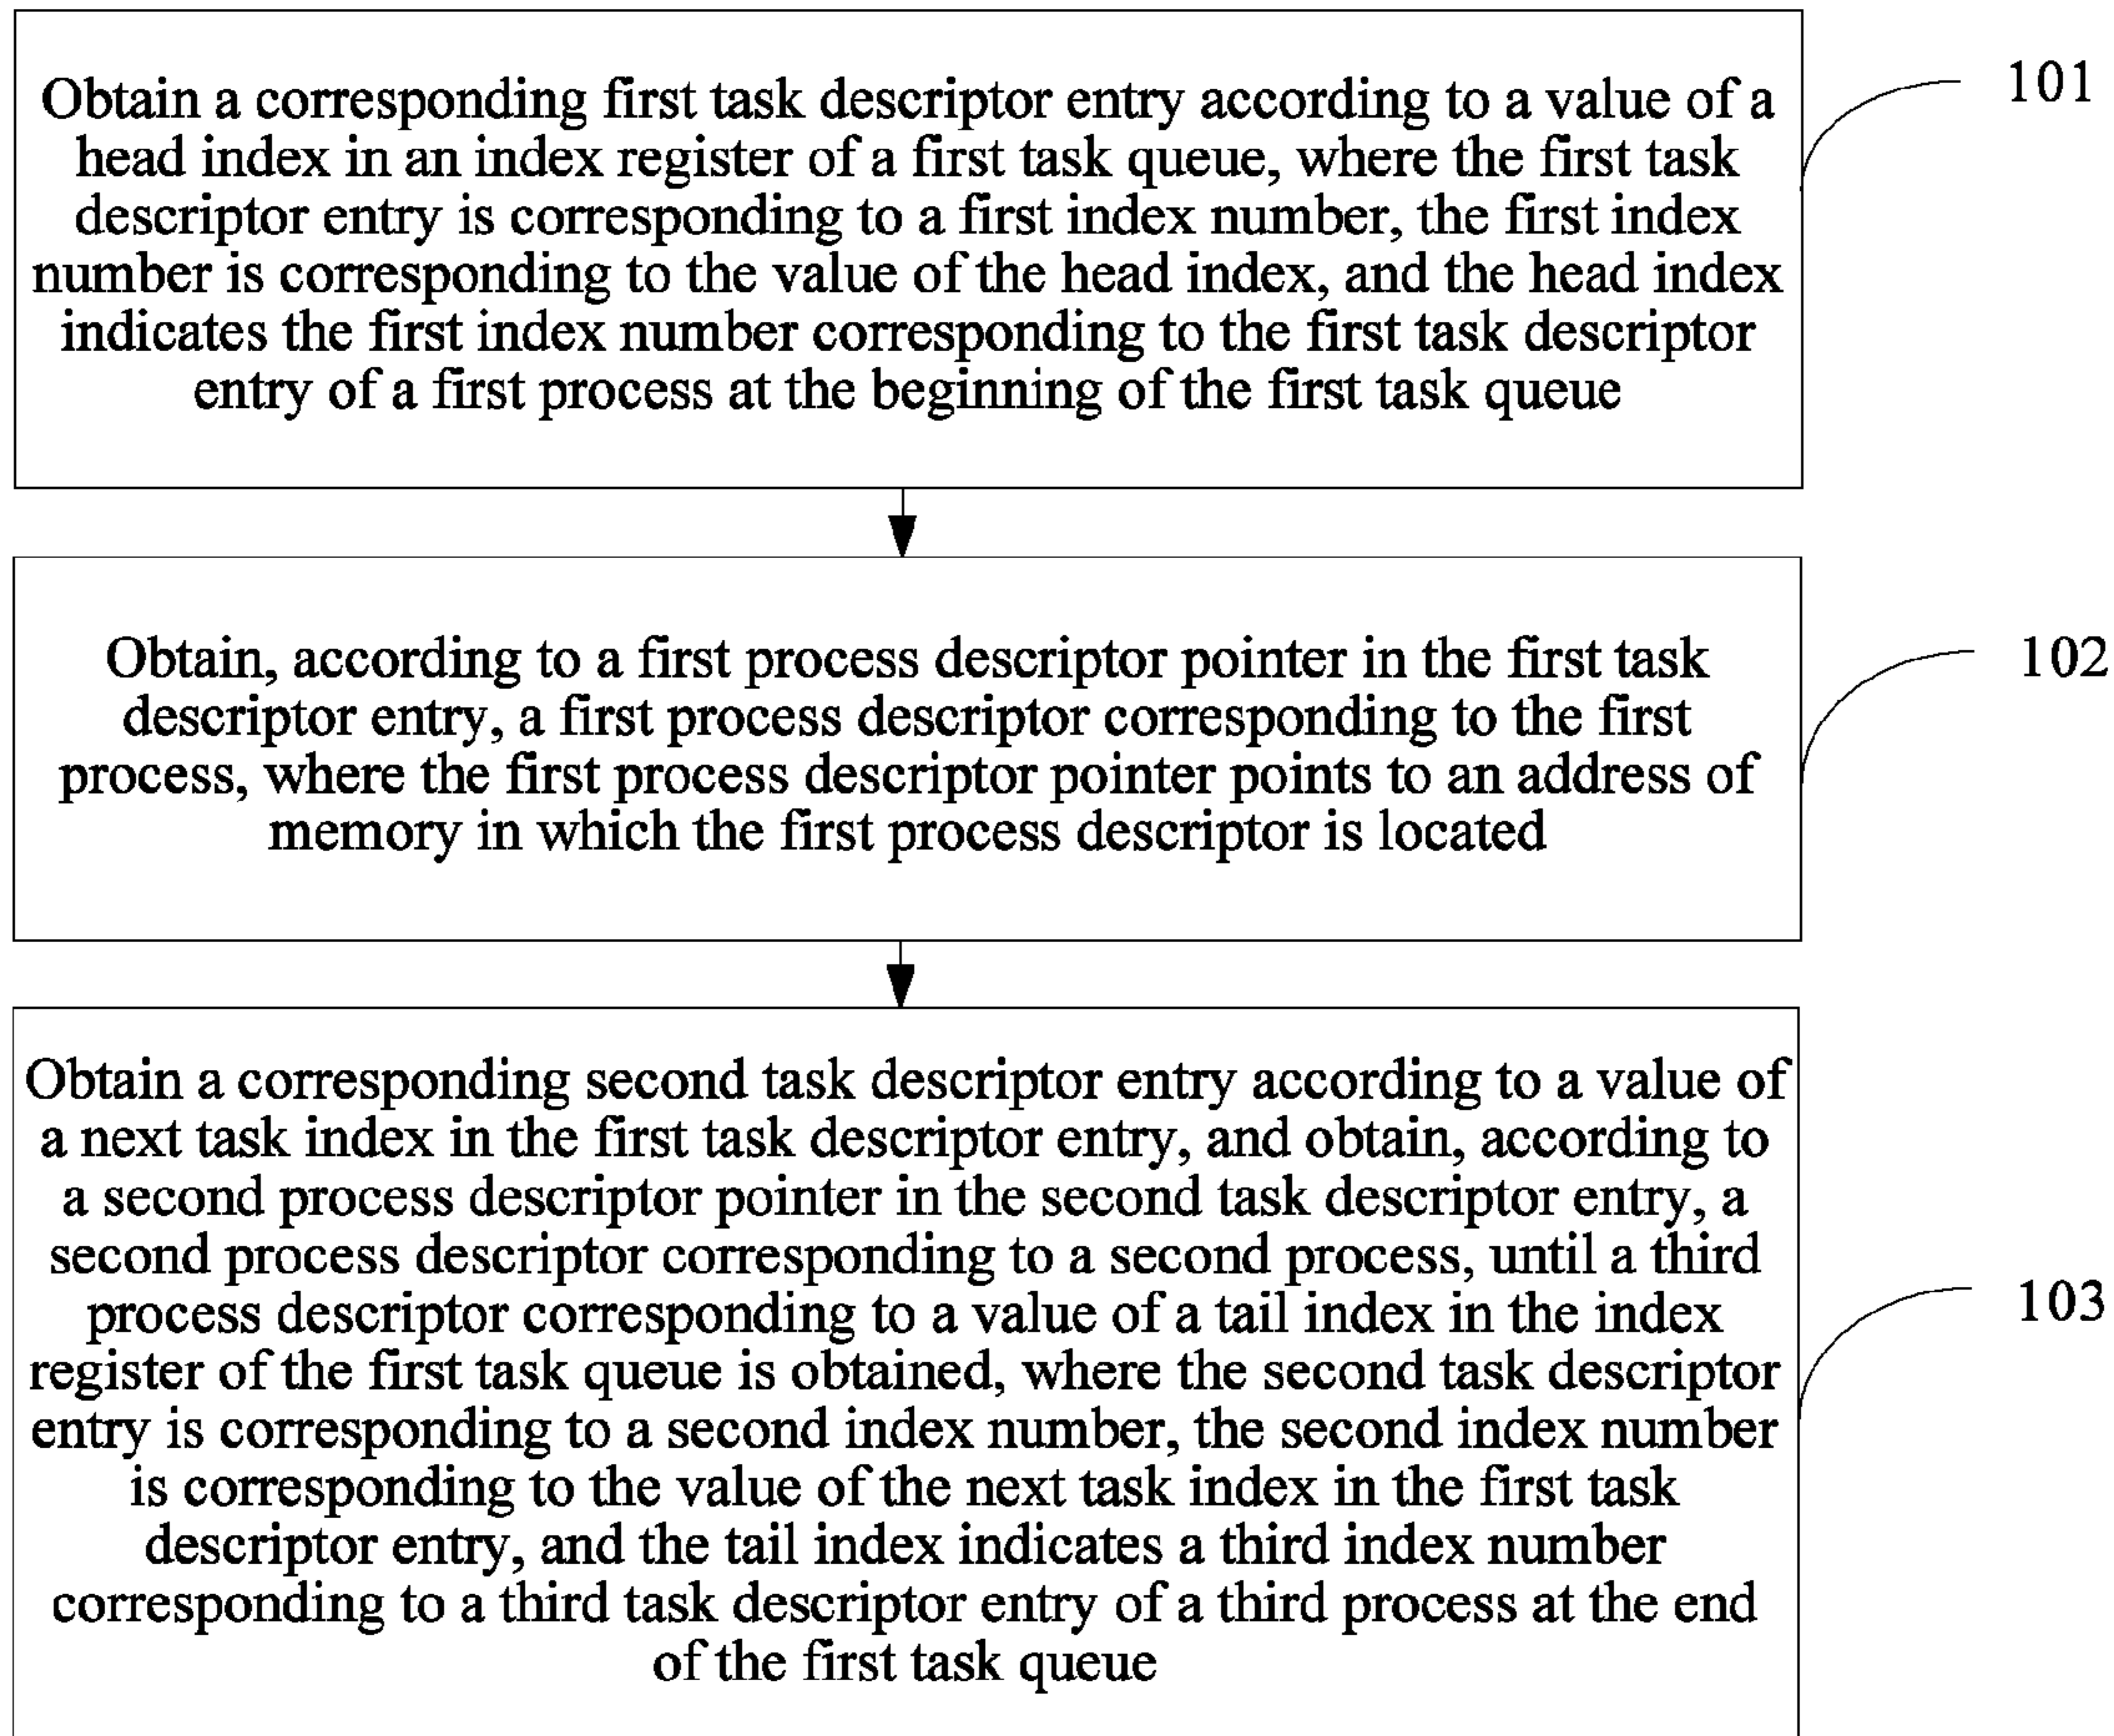 Obtain a corresponding first task descriptor entry according to a value of a
head index in an index register of a first task queue, where the first task
descriptor entry is corresponding to a first index number, the first index
number is corresponding to the value of the head index, and the head index
indicates the first index number corresponding to the first task descriptor
entry of a first process at the beginning of the first task queue
101
Obtain, according to a first process descriptor pointer in the first task
descriptor entry, a first process descriptor corresponding to the first
process, where the first process descriptor pointer points to an address of
memory in which the first process descriptor is located
102
Obtain a corresponding second task descriptor entry according to a value of
a next task index in the first task descriptor entry, and obtain, according to
a second process descriptor pointer in the second task descriptor entry, a
second process descriptor corresponding to a second process, until a third
process descriptor corresponding to a value of a tail index in the index
register of the first task queue is obtained, where the second task descriptor
entry is corresponding to a second index number, the second index number
is corresponding to the value of the next task index in the first task
descriptor entry, and the tail index indicates a third index number
corresponding to a third task descriptor entry of a third process at the end
of the first task queue
103